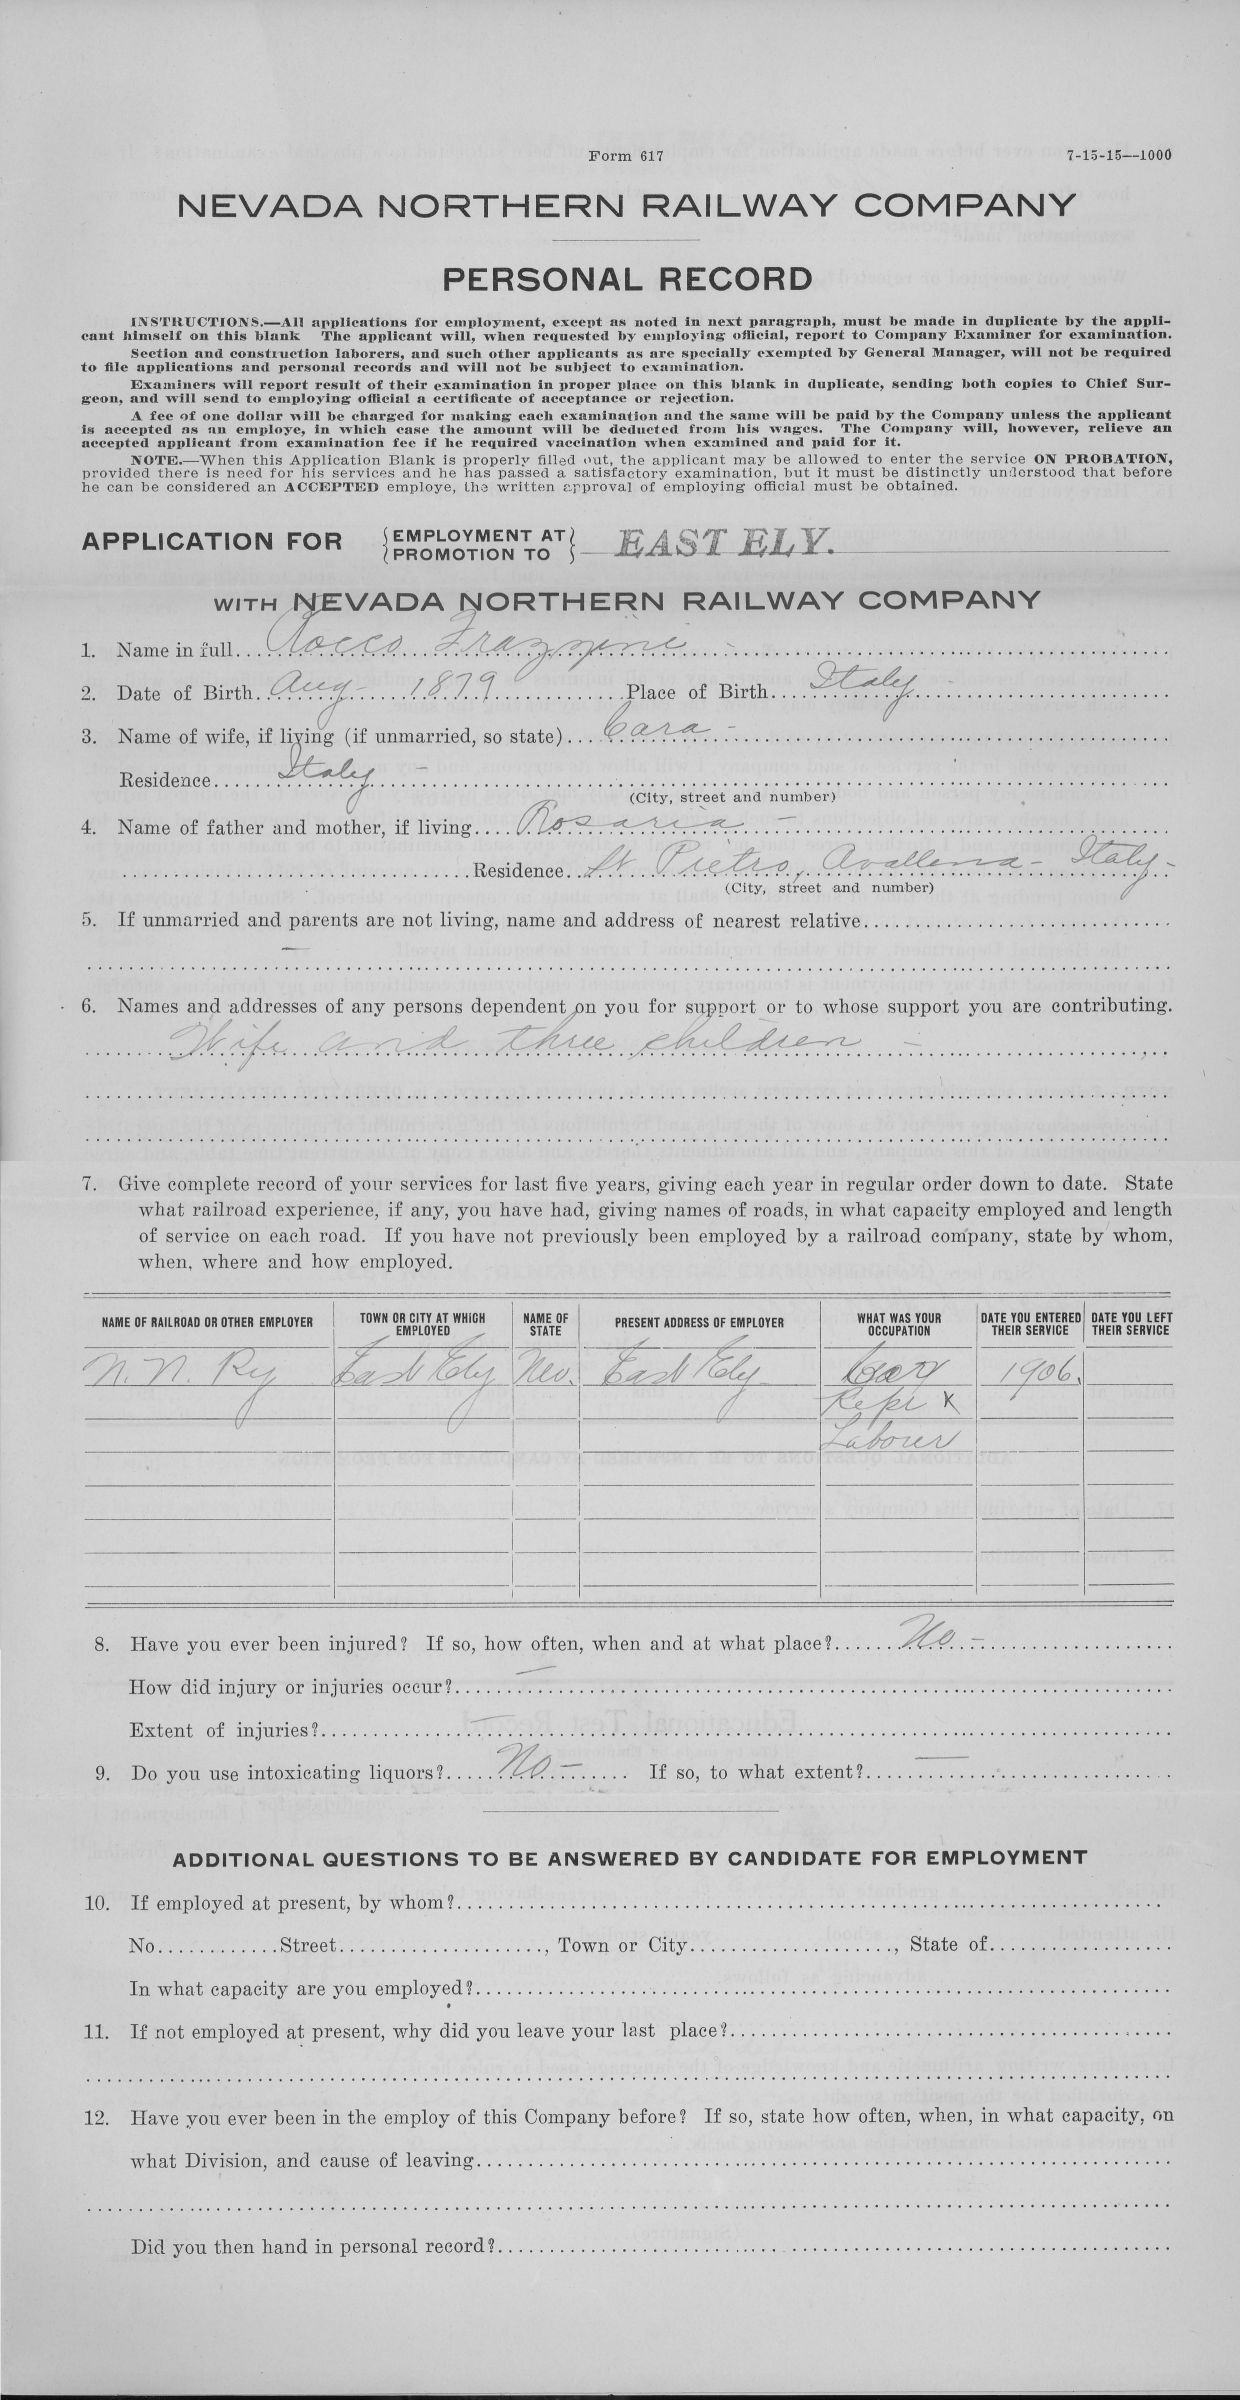 Form 617
7-15-15—1000
NEVADA NORTHERN RAILWAY COMPANY
PERSONAL RECORD
INSTRUCTIONS.—All applications for employment, except as noted in next paragraph, must be made in duplicate by the appli-
cant himself on this blank The applicant will, when requested by employing official, report to Company Examiner for examination.
Section and construction laborers, and such other applicants as are specially exempted by General Manager, will not be required
to file applications and personal records and will not be subject to examination.
Examiners will report result of their examination in proper place on this blank in duplicate, sending both copies to Chief Sur-
geon, and will send to employing official a certificate of acceptance or rejection.
A fee of one dollar will be charged for making each examination and the same will be paid by the Company unless the applicant
is accepted as an employe, in which case the amount will be deducted from his wages. The Company will, however, relieve an
accepted applicant from examination fee if he required vaccination when examined and paid for it.
NOTE.—When this Application Blank is properly filled out, the applicant may be allowed to enter the service ON PROBATION,
provided there is need for his services and he has passed a satisfactory examination, but it must be distinctly understood that before
he can be considered an ACCEPTED employe, the written approval of employing official must be obtained.
APPLICATION FOR {EMPLOYMENT AT PROMOTION TO} EAST ELY.
WITH NEVADA NORTHERN RAILWAY COMPANY
1. Name in full Rocco Frazzini -
2. Date of Birth Aug - 1879 Place of Birth Italy
3. Name of wife, if living (if unmarried, so state) Cara -
Residence Italy -
(City, street and number)
4. Name of father and mother, if living Rosaria -
Residence St Pietro, Avallena - Italy -
(City, street and number)
5. If unmarried and parents are not living, name and address of nearest relative
—
6. Names and addresses of any persons dependent on you for support or to whose support you are contributing.
Wife and three children -
7. Give complete record of your services for last five years, giving each year in regular order down to date. State
what railroad experience, if any, you have had, giving names of roads, in what capacity employed and length
of service on each road. If you have not previously been employed by a railroad company, state by whom,
when, where and how employed.
NAME OF RAILROAD OR OTHER EMPLOYER TOWN OR CITY AT WHICH EMPLOYED NAME OF STATE PRESENT ADDRESS OF EMPLOYER WHAT WAS YOUR OCCUPATION DATE YOU ENTERED THEIR SERVICE DATE YOU LEFT THEIR SERVICE
N. N. Ry East Ely Nev. East Ely Car 1906.
Repr x
Laborer
8. Have you ever been injured? If so, how often, when and at what place? No -
How did injury or injuries occur? —
Extent of injuries? —
9. Do you use intoxicating liquors? No - If so, to what extent? —
ADDITIONAL QUESTIONS TO BE ANSWERED BY CANDIDATE FOR EMPLOYMENT
10. If employed at present, by whom?
No. Street , Town or City , State of
In what capacity are you employed?
11. If not employed at present, why did you leave your last place?
12. Have you ever been in the employ of this Company before? If so, state how often, when, in what capacity, on
what Division, and cause of leaving
Did you then hand in personal record?